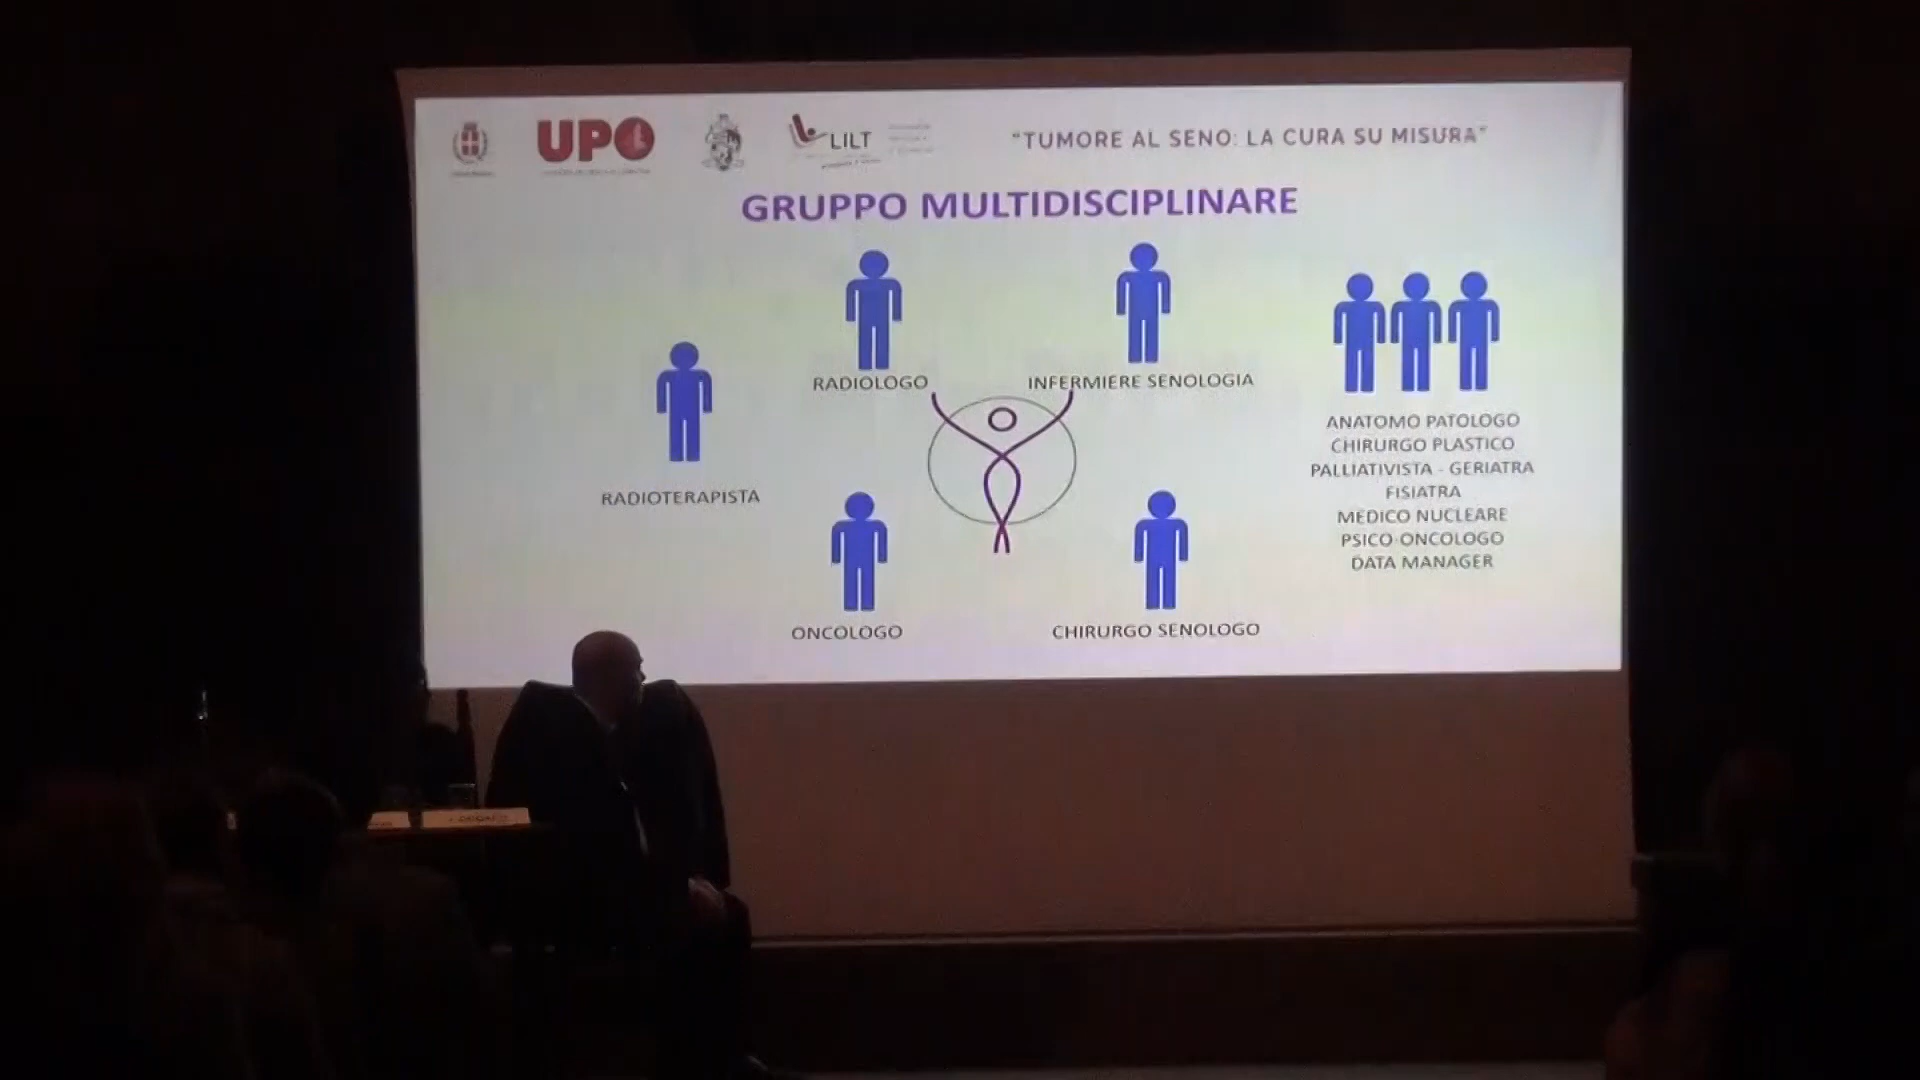 UPO
LILT
“TUMORE AL SENO: LA CURA SU MISURA”
GRUPPO MULTIDISCIPLINARE
RADIOLOGO
INFERMIERE SENOLOGIA
RADIOTERAPISTA
ONCOLOGO
CHIRURGO SENOLOGO
ANATOMO PATOLOGO
CHIRURGO PLASTICO
PALLIATIVISTA - GERIATRA
FISIATRA
MEDICO NUCLEARE
PSICO-ONCOLOGO
DATA MANAGER